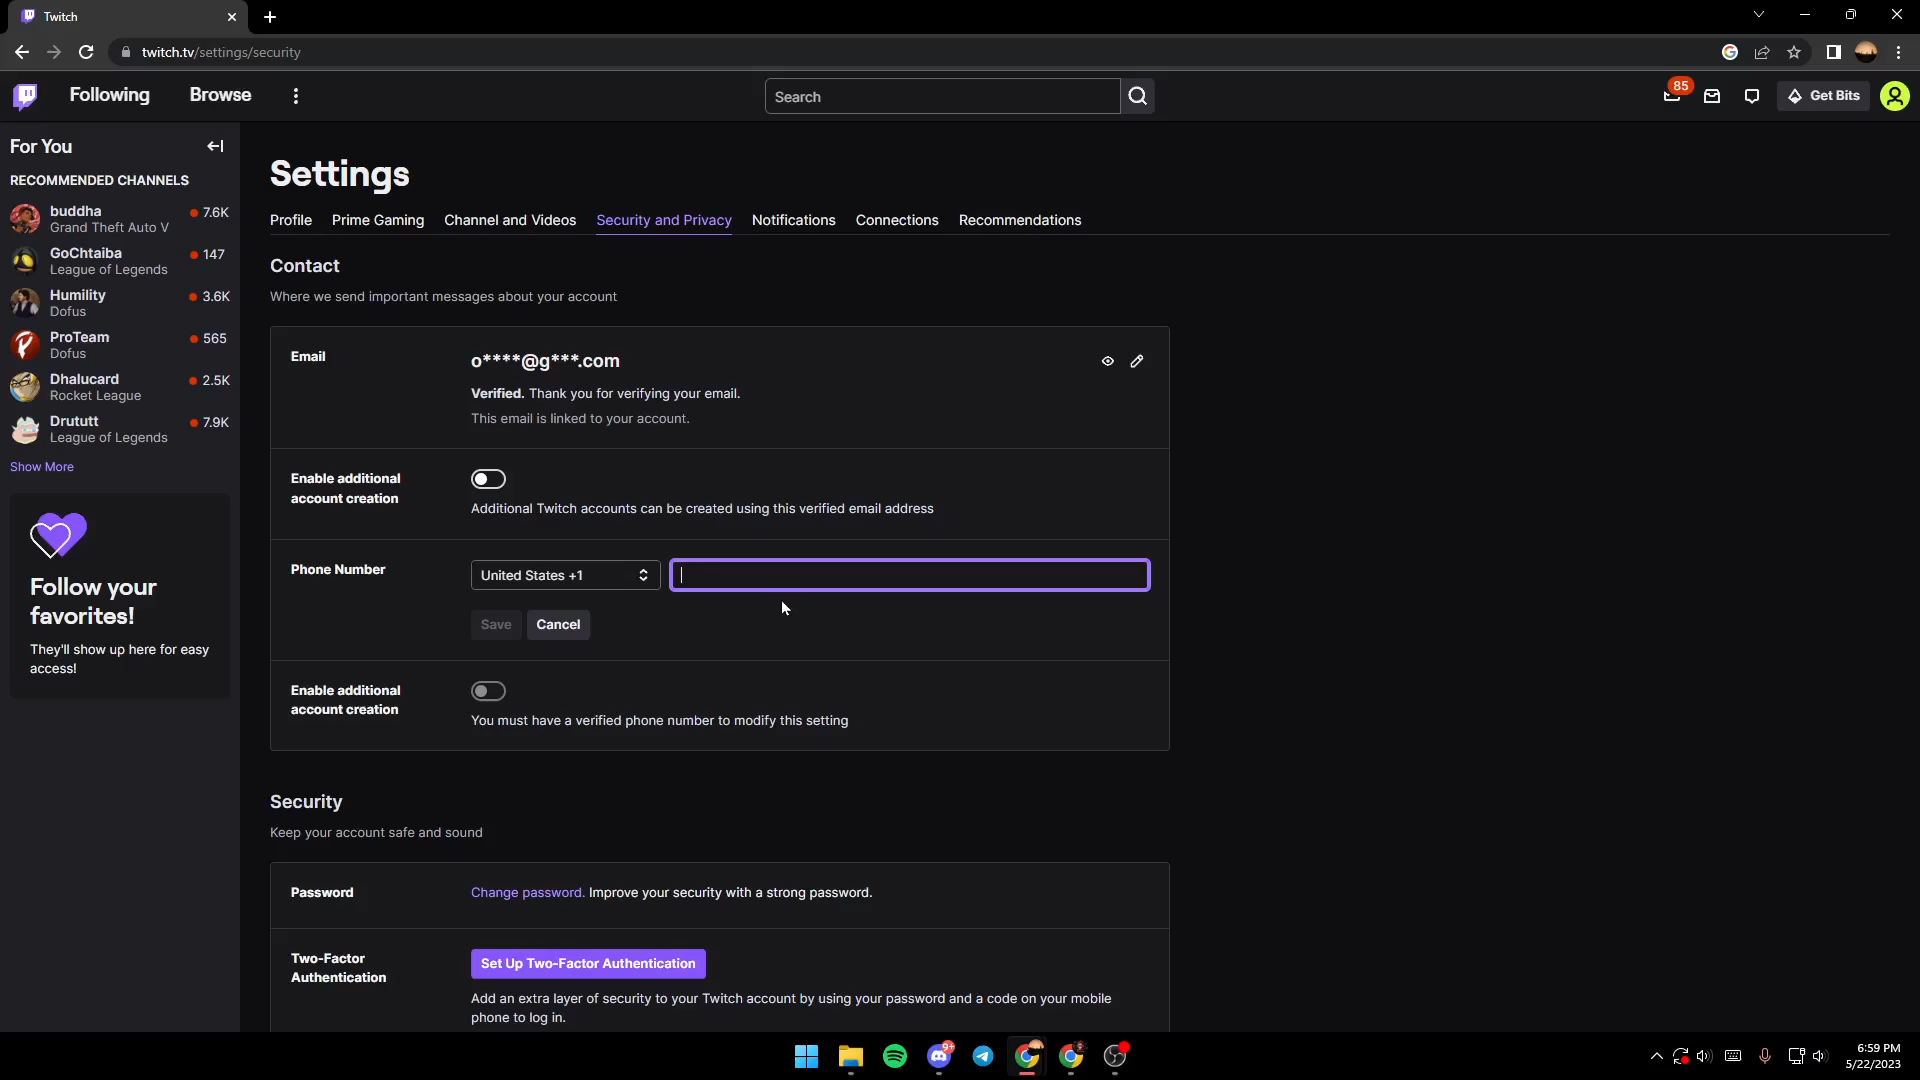 Twitch
twitch.tv/settings/security
Following
Browse
Search
85
Get Bits
For You
RECOMMENDED CHANNELS
buddha
7.6K
Grand Theft Auto V
GoChtaiba
147
League of Legends
Humility
3.6K
Dofus
ProTeam
565
Dofus
Dhalucard
2.5K
Rocket League
Drututt
7.9K
League of Legends
Show More
Follow your
favorites!
They'll show up here for easy
access!
Settings
Profile
Prime Gaming
Channel and Videos
Security and Privacy
Notifications
Connections
Recommendations
Contact
Where we send important messages about your account
Email
o****@g***.com
Verified. Thank you for verifying your email.
This email is linked to your account.
Enable additional
account creation
Additional Twitch accounts can be created using this verified email address
Phone Number
United States +1
Save
Cancel
Enable additional
account creation
You must have a verified phone number to modify this setting
Security
Keep your account safe and sound
Password
Change password. Improve your security with a strong password.
Two-Factor
Authentication
Set Up Two-Factor Authentication
Add an extra layer of security to your Twitch account by using your password and a code on your mobile
phone to log in.
9+
6:59 PM
5/22/2023